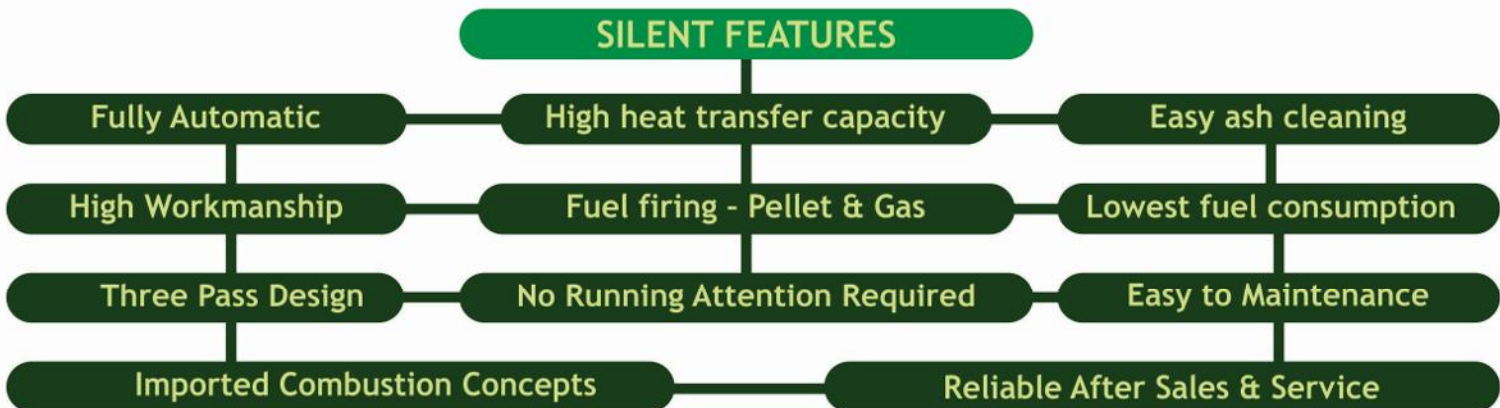 SILENT FEATURES
Fully Automatic
High heat transfer capacity
Easy ash cleaning
High Workmanship
Fuel firing - Pellet & Gas
Lowest fuel consumption
Three Pass Design
No Running Attention Required
Easy to Maintenance
Imported Combustion Concepts
Reliable After Sales & Service